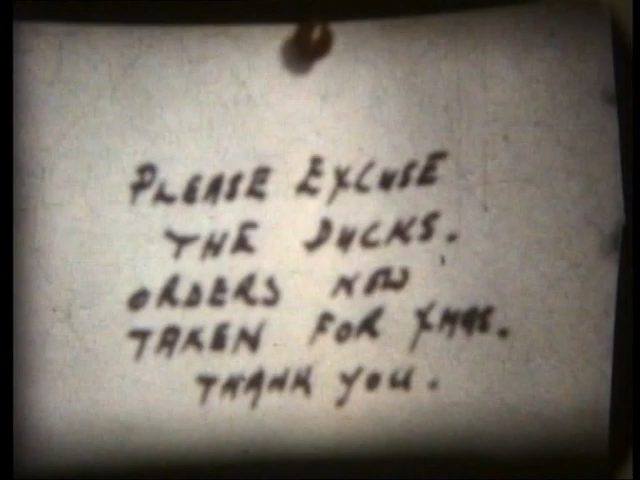 PLEASE EXCUSE
THE DUCKS.
ORDERS NOW
TAKEN FOR XMAS.
THANK YOU.